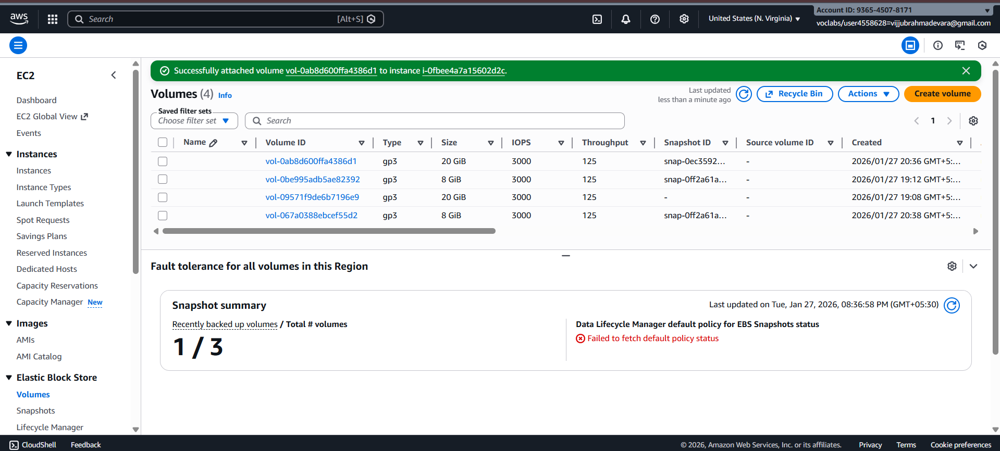 aws
Search [Alt+S]
United States (N. Virginia)
Account ID: 9365-4507-8171
voclabs/user4558628=vijjubrahmadevara@gmail.com
EC2
Dashboard
EC2 Global View
Events
Instances
Instances
Instance Types
Launch Templates
Spot Requests
Savings Plans
Reserved Instances
Dedicated Hosts
Capacity Reservations
Capacity Manager New
Images
AMIs
AMI Catalog
Elastic Block Store
Volumes
Snapshots
Lifecycle Manager
Successfully attached volume vol-0ab8d600ffa4386d1 to instance i-0fbee4a7a15602d2c.
Volumes (4) Info
Last updated
less than a minute ago
Recycle Bin
Actions
Create volume
Saved filter sets
Choose filter set
Search
1
Name Volume ID Type Size IOPS Throughput Snapshot ID Source volume ID Created
vol-0ab8d600ffa4386d1 gp3 20 GiB 3000 125 snap-0ec3592... - 2026/01/27 20:36 GMT+5:...
vol-0be995adb5ae82392 gp3 8 GiB 3000 125 snap-0ff2a61a... - 2026/01/27 19:12 GMT+5:...
vol-09571f9de6b7196e9 gp3 20 GiB 3000 125 - - 2026/01/27 19:08 GMT+5:...
vol-067a0388ebcef55d2 gp3 8 GiB 3000 125 snap-0ff2a61a... - 2026/01/27 20:38 GMT+5:...
Fault tolerance for all volumes in this Region
Snapshot summary
Last updated on Tue, Jan 27, 2026, 08:36:58 PM (GMT+05:30)
Recently backed up volumes / Total # volumes
1 / 3
Data Lifecycle Manager default policy for EBS Snapshots status
Failed to fetch default policy status
CloudShell Feedback © 2026, Amazon Web Services, Inc. or its affiliates. Privacy Terms Cookie preferences